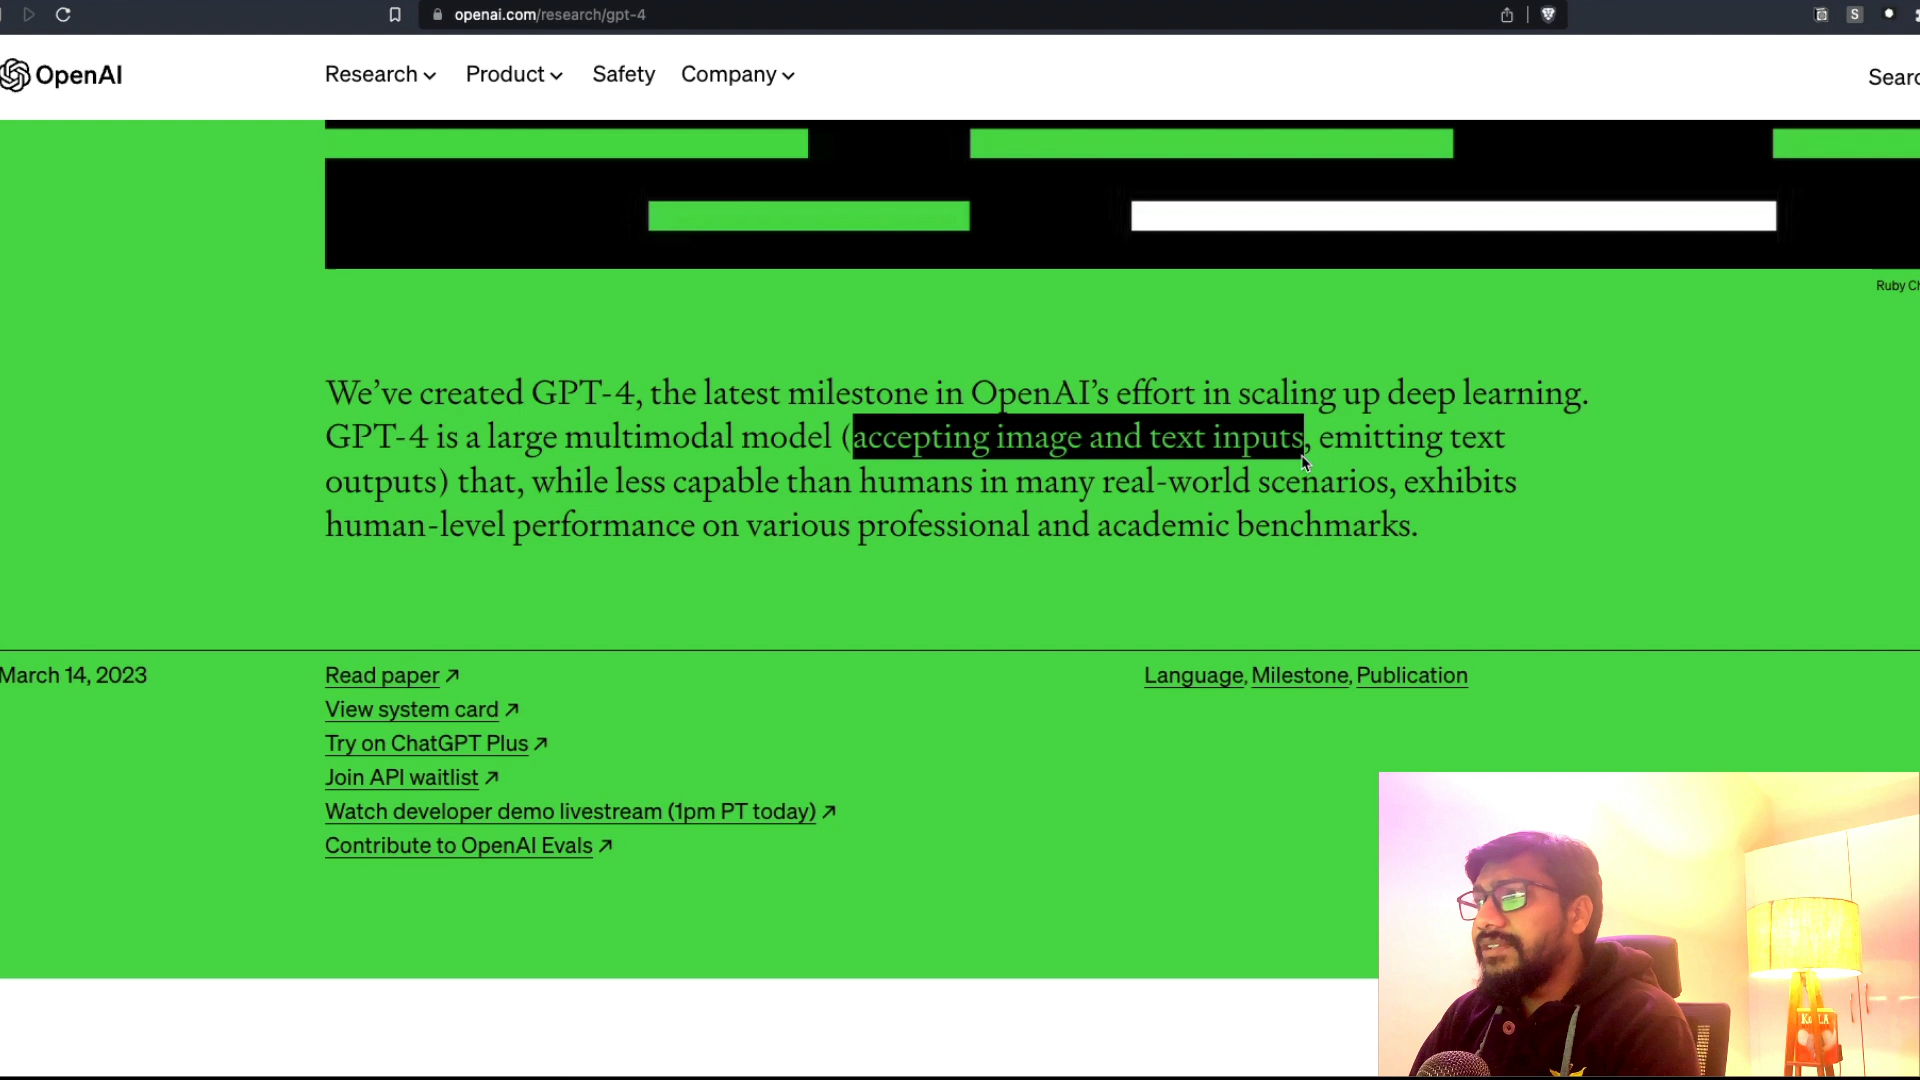 openai.com/research/gpt-4
S
OpenAI
Research
Product
Safety
Company
We’ve created GPT-4, the latest milestone in OpenAI’s effort in scaling up deep learning.
GPT-4 is a large multimodal model (accepting image and text inputs, emitting text
outputs) that, while less capable than humans in many real-world scenarios, exhibits
human-level performance on various professional and academic benchmarks.
March 14, 2023
Read paper ↗
View system card ↗
Try on ChatGPT Plus ↗
Join API waitlist ↗
Watch developer demo livestream (1pm PT today) ↗
Contribute to OpenAI Evals ↗
Language, Milestone, Publication
Ruby